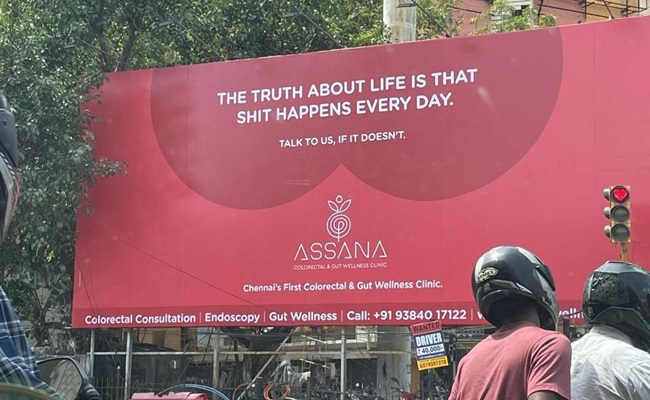 THE TRUTH ABOUT LIFE IS THAT
SHIT HAPPENS EVERY DAY.
TALK TO US, IF IT DOESN'T.
ASSANA
COLORECTAL & GUT WELLNESS CLINIC
Chennai's First Colorectal & Gut Wellness Clinic.
Colorectal Consultation | Endoscopy | Gut Wellness | Call: +91 93840 17122 |
WANTED
DRIVER
40,000/-